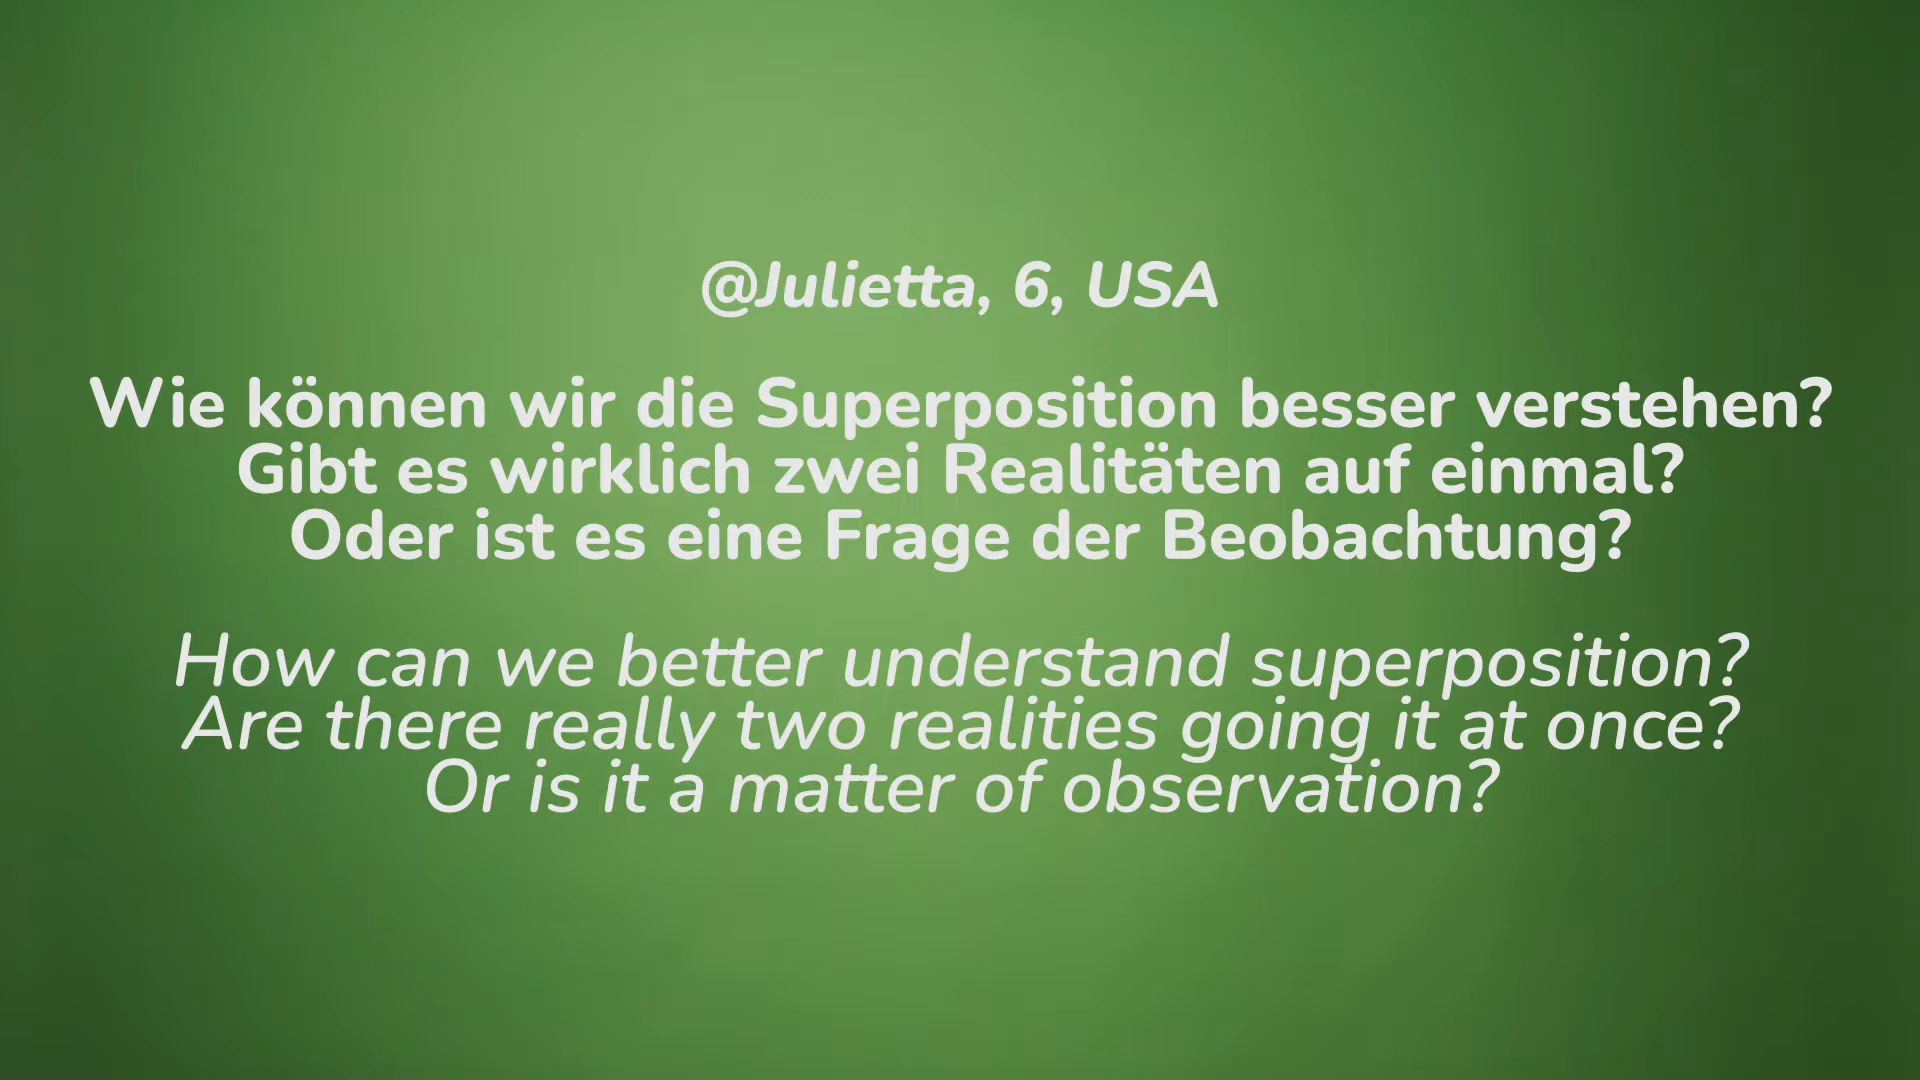 @Julietta, 6, USA
Wie können wir die Superposition besser verstehen?
Gibt es wirklich zwei Realitäten auf einmal?
Oder ist es eine Frage der Beobachtung?
How can we better understand superposition?
Are there really two realities going it at once?
Or is it a matter of observation?